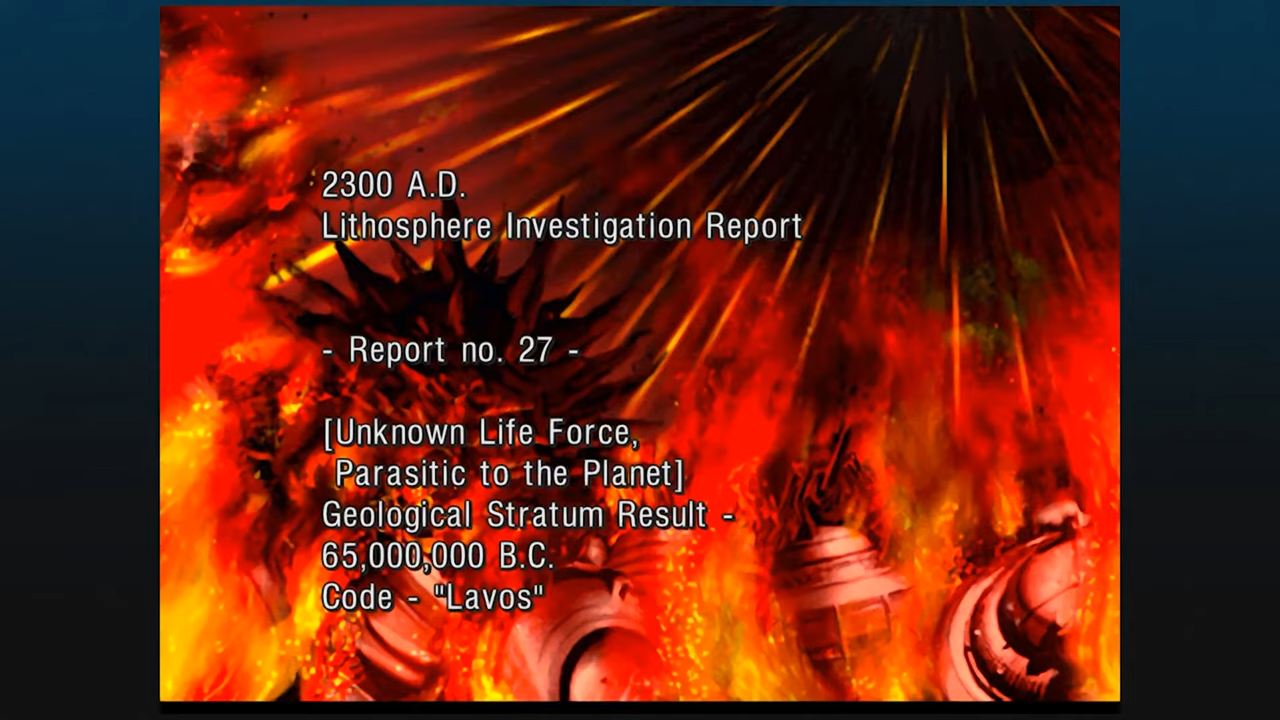 2300 A.D.
Lithosphere Investigation Report
- Report no. 27 -
[Unknown Life Force,
Parasitic to the Planet]
Geological Stratum Result -
65,000,000 B.C.
Code - "Lavos"